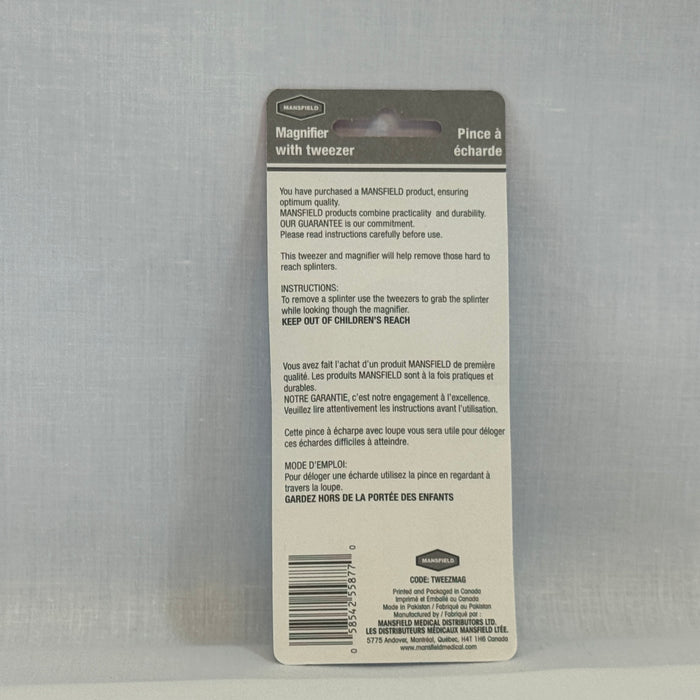 MANSFIELD
Magnifier
with tweezer
Pince à
écharde
You have purchased a MANSFIELD product, ensuring
optimum quality.
MANSFIELD products combine practicality and durability.
OUR GUARANTEE is our commitment.
Please read instructions carefully before use.
This tweezer and magnifier will help remove those hard to
reach splinters.
INSTRUCTIONS:
To remove a splinter use the tweezers to grab the splinter
while looking though the magnifier.
KEEP OUT OF CHILDREN'S REACH
Vous avez fait l'achat d'un produit MANSFIELD de première
qualité. Les produits MANSFIELD sont à la fois pratiques et
durables.
NOTRE GARANTIE, c'est notre engagement à l'excellence.
Veuillez lire attentivement les instructions avant l'utilisation.
Cette pince à écharpe avec loupe vous sera utile pour déloger
ces échardes difficiles à atteindre.
MODE D'EMPLOI:
Pour déloger une écharde utilisez la pince en regardant à
travers la loupe.
GARDEZ HORS DE LA PORTÉE DES ENFANTS
0 58542 55877 0
MANSFIELD
CODE: TWEEZMAG
Printed and Packaged in Canada
Imprimé et Emballé au Canada
Made in Pakistan / Fabriqué au Pakistan
Manufactured by / Fabriqué par :
MANSFIELD MEDICAL DISTRIBUTORS LTD.
LES DISTRIBUTEURS MÉDICAUX MANSFIELD LTÉE.
5775 Andover, Montréal, Québec, H4T 1H6 Canada
www.mansfieldmedical.com